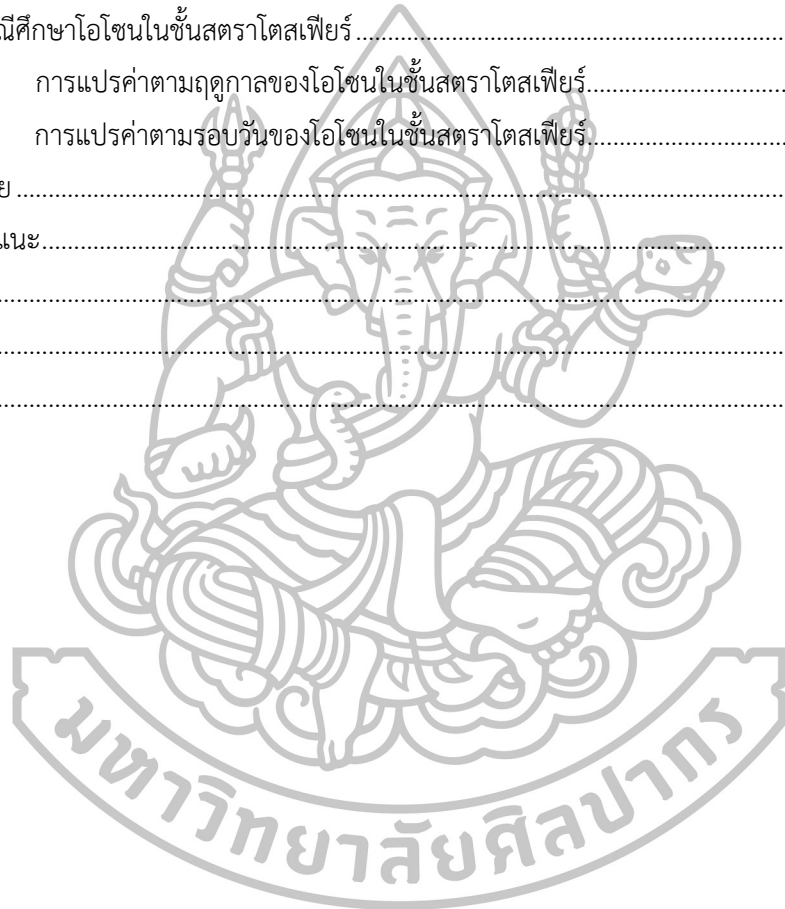 ณีศึกษาโอโซนในชั้นสตราโตสเฟียร์
การแปรค่าตามฤดูกาลของโอโซนในชั้นสตราโตสเฟียร์
การแปรค่าตามรอบวันของโอโซนในชั้นสตราโตสเฟียร์
ย
แนะ
มหาวิทยาลัยศิลปากร